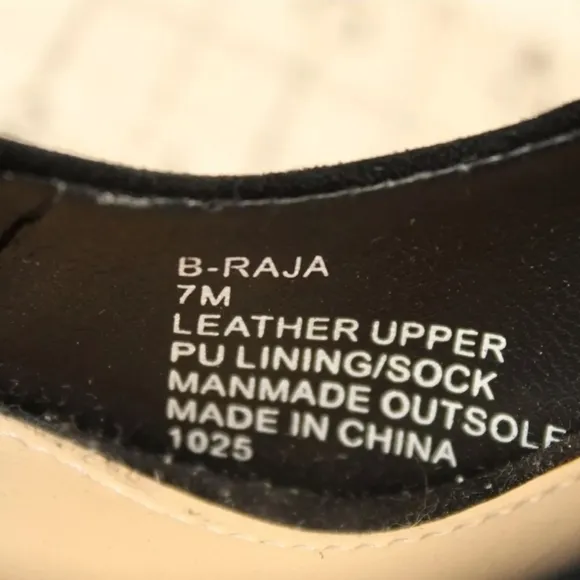 B-RAJA
7M
LEATHER UPPER
PU LINING/SOCK
MANMADE OUTSOLE
MADE IN CHINA
1025